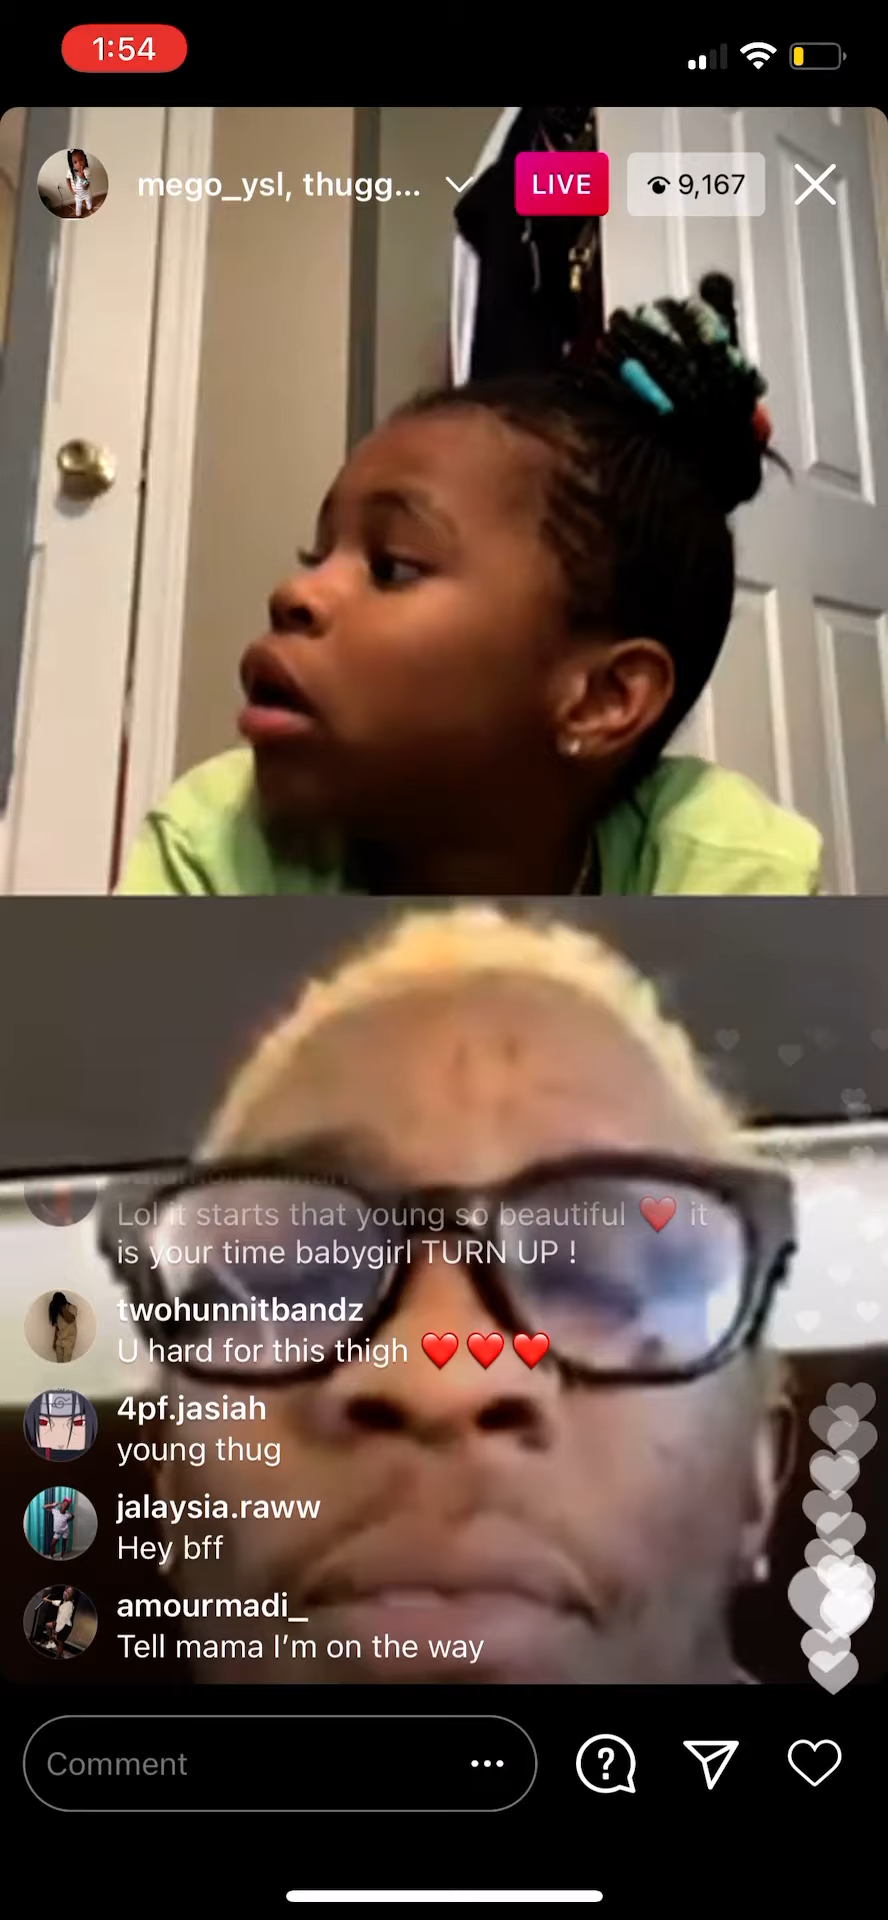 1:54
mego_ysl, thugg...
LIVE
9,167
Lol it starts that young so beautiful ❤️ it
is your time babygirl TURN UP !
twohunnitbandz
U hard for this thigh ❤️❤️❤️
4pf.jasiah
young thug
jalaysia.raww
Hey bff
amourmadi_
Tell mama I'm on the way
Comment